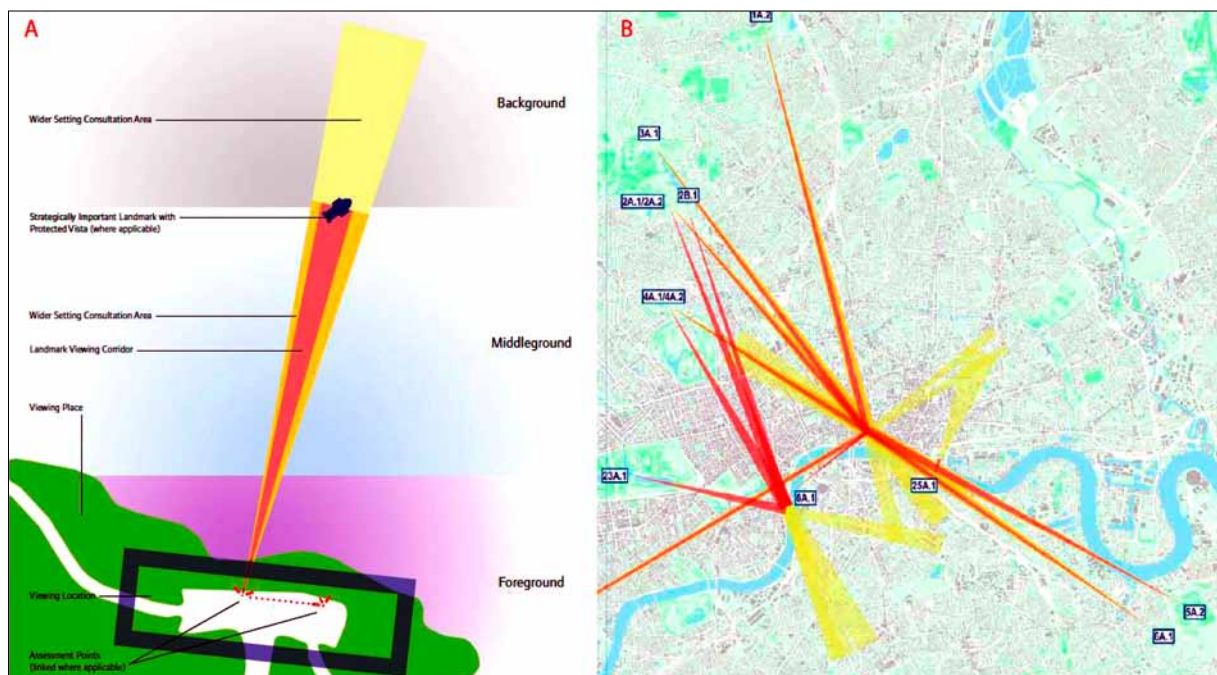 A
Background
Wider Setting Consultation Area
Strategically Important Landmark with
Protected Vista (where applicable)
Wider Setting Consultation Area
Middleground
Landmark Viewing Corridor
Viewing Place
Foreground
Viewing Location
Assessment Points
(linked where applicable)
B
1A.2
3A.1
2B.1
2A.1/2A.2
4A.1/4A.2
23A.1
25A.1
8A.1
5A.2
6A.1